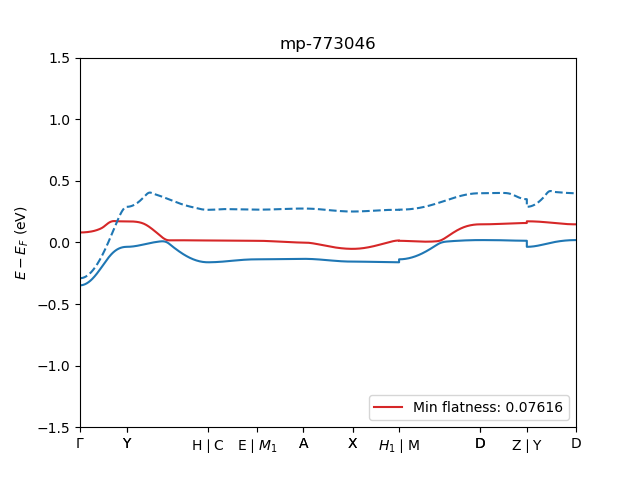 mp-773046
E − E_F (eV)
1.5
1.0
0.5
0.0
−0.5
−1.0
−1.5
Min flatness: 0.07616
Γ Y H | C E | M_1 A X H_1 | M D Z | Y D